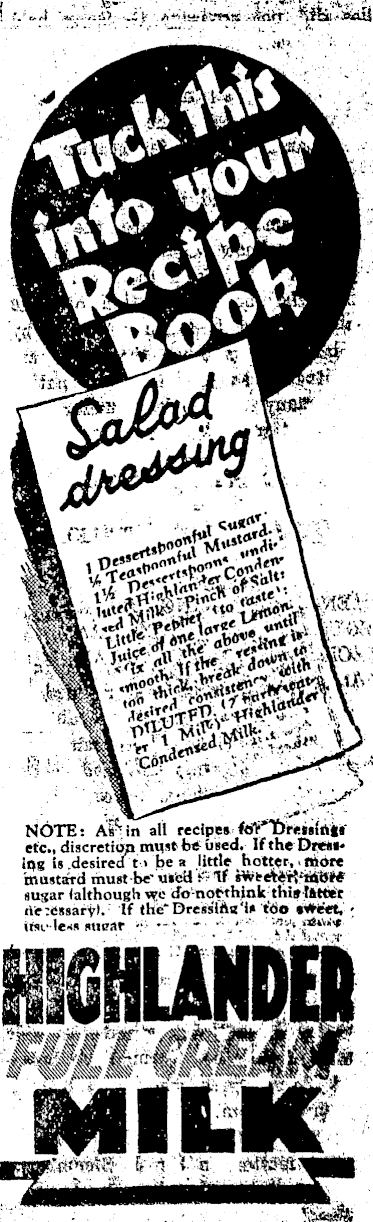 Tuck this
into your
Recipe
Book
Salad
dressing
1 Dessertspoonful Sugar.
Teaspoonful Mustard.
1½ Dessertspoons undi-
luted Highlander Conden-
sed Milk. Pinch of Salt:
Little Pepper to taste:
Juice of one large Lemon.
all the above until
smooth. If the is
too thick, break down to
desired consistency with
DILUTED (7 parts wat-
er 1 Milk) Highlander
Condensed Milk.
NOTE: As in all recipes for Dressings
etc., discretion must be used. If the Dress-
ing is desired to be a little hotter, more
mustard must be used. If sweeter, more
sugar (although we do not think this latter
necessary). If the Dressing is too sweet,
use less sugar
HIGHLANDER
FULL CREAM
MILK